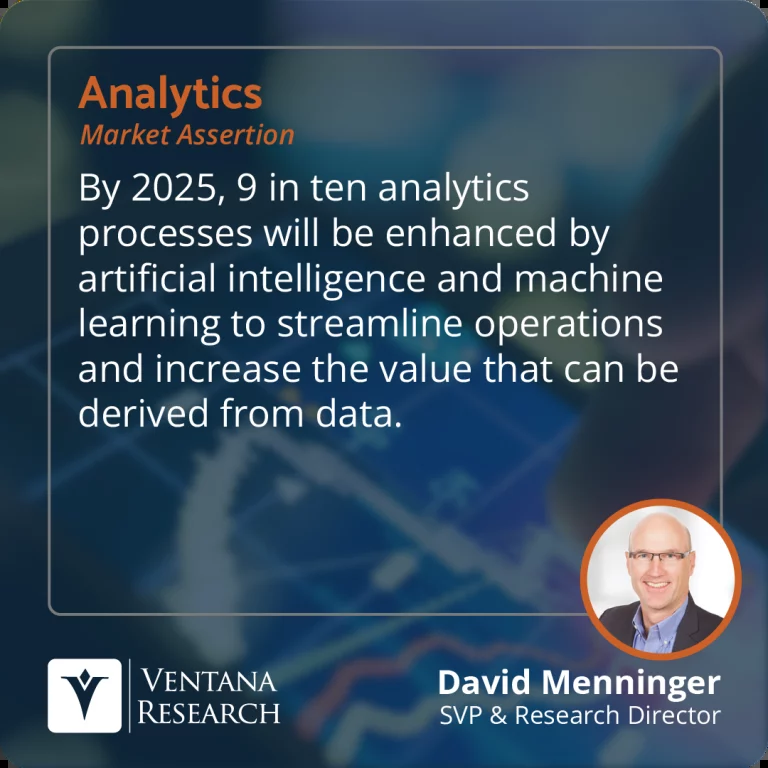 Analytics
Market Assertion
By 2025, 9 in ten analytics
processes will be enhanced by
artificial intelligence and machine
learning to streamline operations
and increase the value that can be
derived from data.
VENTANA
RESEARCH
David Menninger
SVP & Research Director